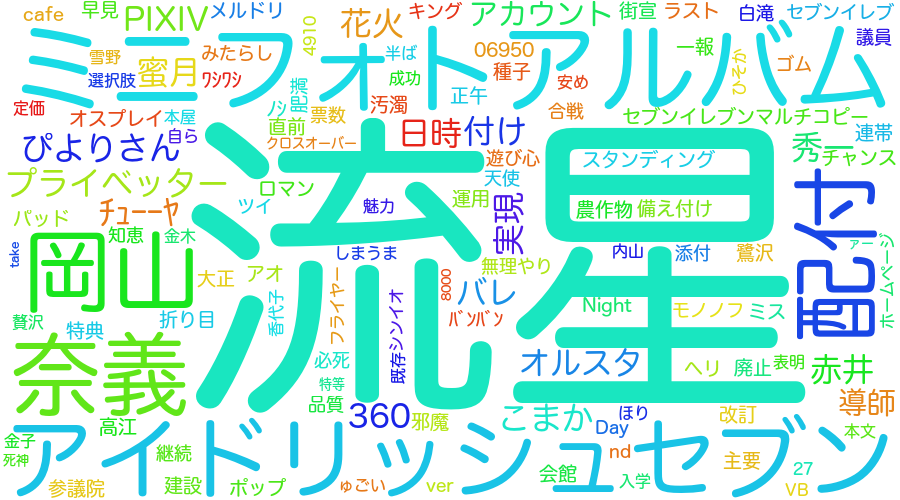 cafe 早見 PIXIV メルドリ 花火 キング アカウント 街宣 ラスト 白滝 セブンイレブ
4910 議員
ミニフォトアルバム
雪野 みたらし 半ば 06950 一報 ひそか
選択肢 蜜月 ワシワシ 成功 種子 安め ゴム
定価 肥満 汚濁 正午 合戦
オスプレイ 本屋 ノジ 票数 セブンイレブンマルチコピー
ぴよりさん 自ら 直前 日時 付け 秀一 連帯
クロスオーバー 遊び心 スタンディング チャンス
プライベッター ロマン 天使
流星
パッド チューーヤ ツイ 魅力 運用 実現 農作物 備え付け 配付
知恵 金木 アー
take 岡山 しまうま 内山 添付 鷺沢 ホームページ
大正 アオ 無理やり
香代子 フライヤー 8000 バレ Night モノノフ ミス
贅沢 特典 折り目 既存シンイオ バンバン
奈義 必死 オルスタ ヘリ 廃止 表明 赤井
特等
品質 360 邪魔 こまか ほり 改訂 導師
高江 Day 本文
金子
アイドリッシュセブン
死神 継続 nd 主要
参議院 建設 ポップ ゅごい ver 会館 入学 27
VB